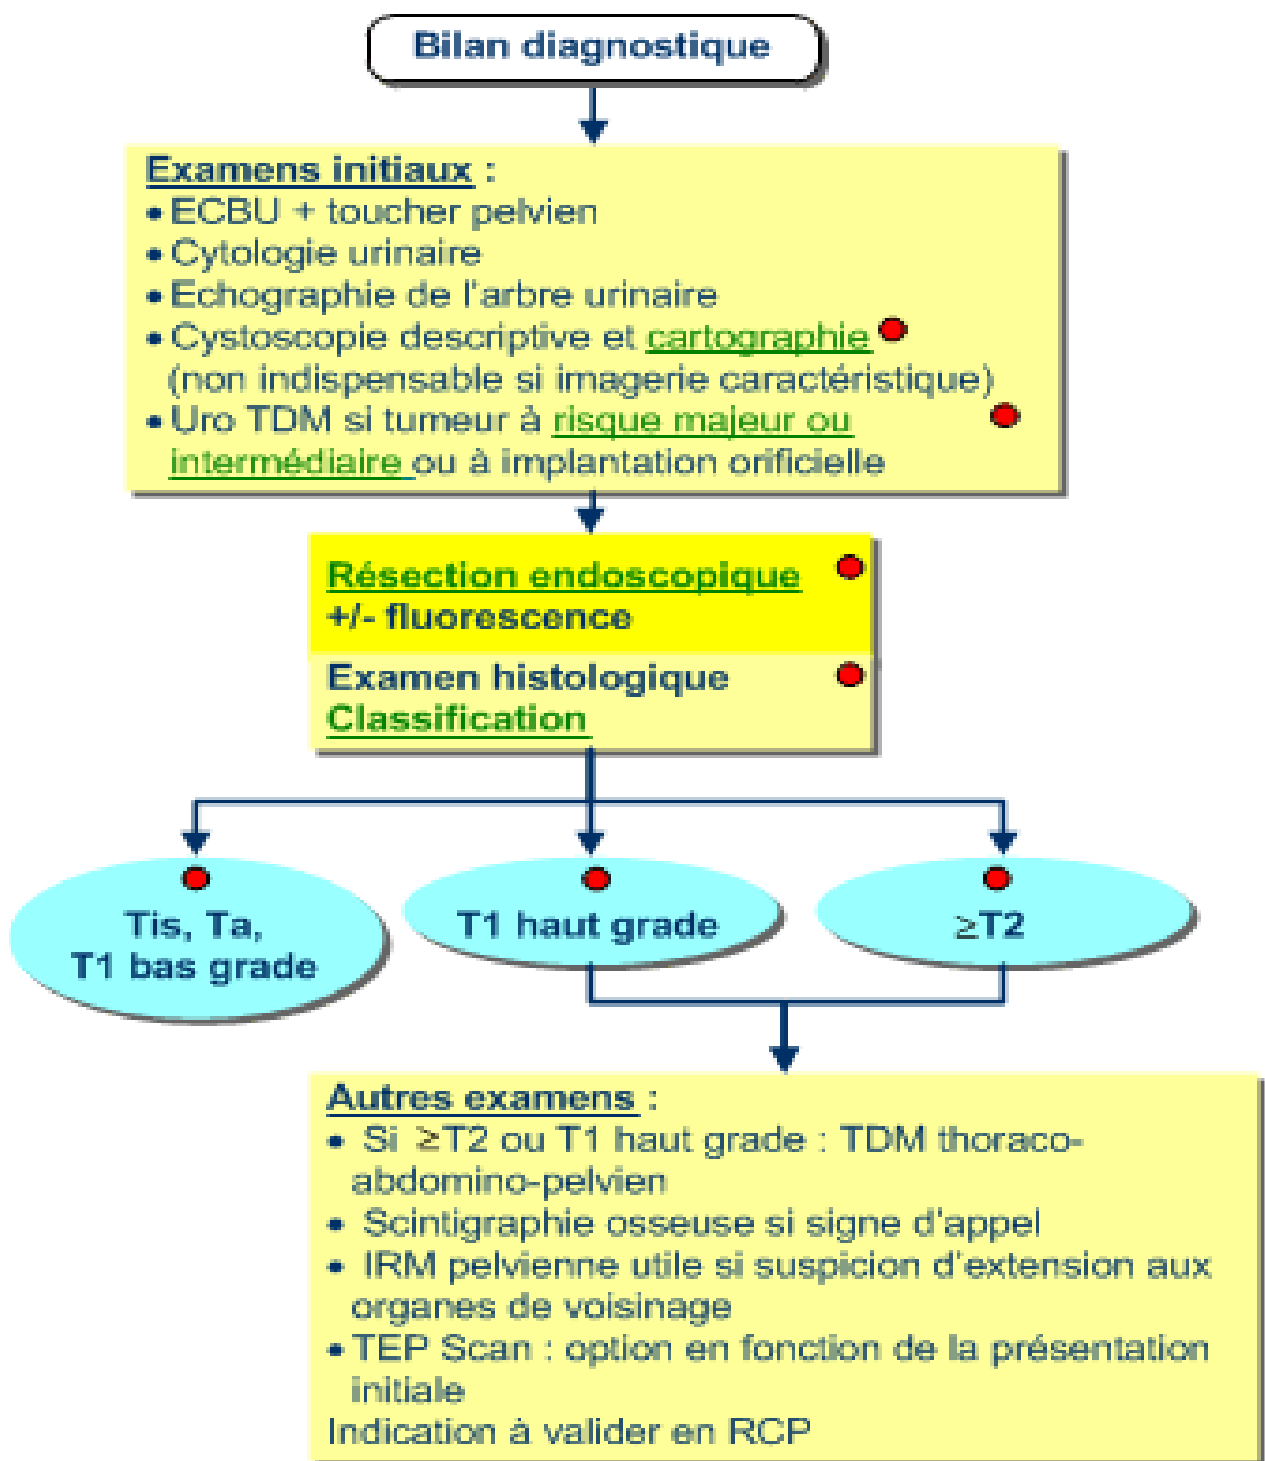 Bilan diagnostique
Examens initiaux :
• ECBU + toucher pelvien
• Cytologie urinaire
• Echographie de l'arbre urinaire
• Cystoscopie descriptive et cartographie
(non indispensable si imagerie caractéristique)
• Uro TDM si tumeur à risque majeur ou
intermédiaire ou à implantation orificielle
Résection endoscopique
+/- fluorescence
Examen histologique
Classification
Tis, Ta,
T1 bas grade
T1 haut grade
≥T2
Autres examens :
• Si ≥T2 ou T1 haut grade : TDM thoraco-
abdomino-pelvien
• Scintigraphie osseuse si signe d'appel
• IRM pelvienne utile si suspicion d'extension aux
organes de voisinage
• TEP Scan : option en fonction de la présentation
initiale
Indication à valider en RCP